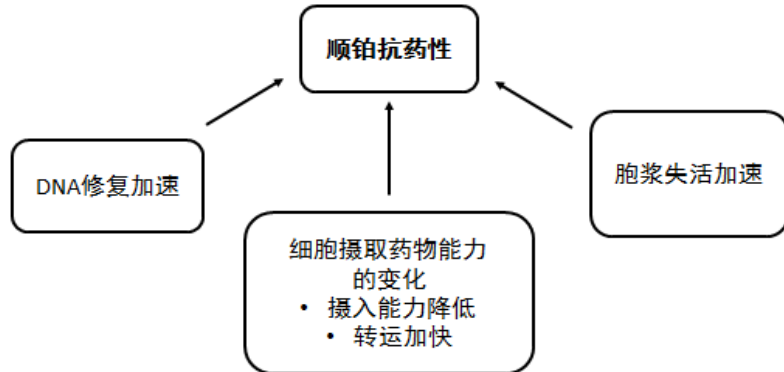 顺铂抗药性
DNA修复加速
胞浆失活加速
细胞摄取药物能力
的变化
• 摄入能力降低
• 转运加快